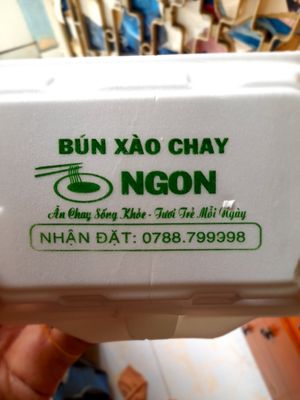 BÚN XÀO CHAY
NGON
Ăn Chay Sống Khỏe - Tươi Trẻ Mỗi Ngày
NHẬN ĐẶT: 0788.799998